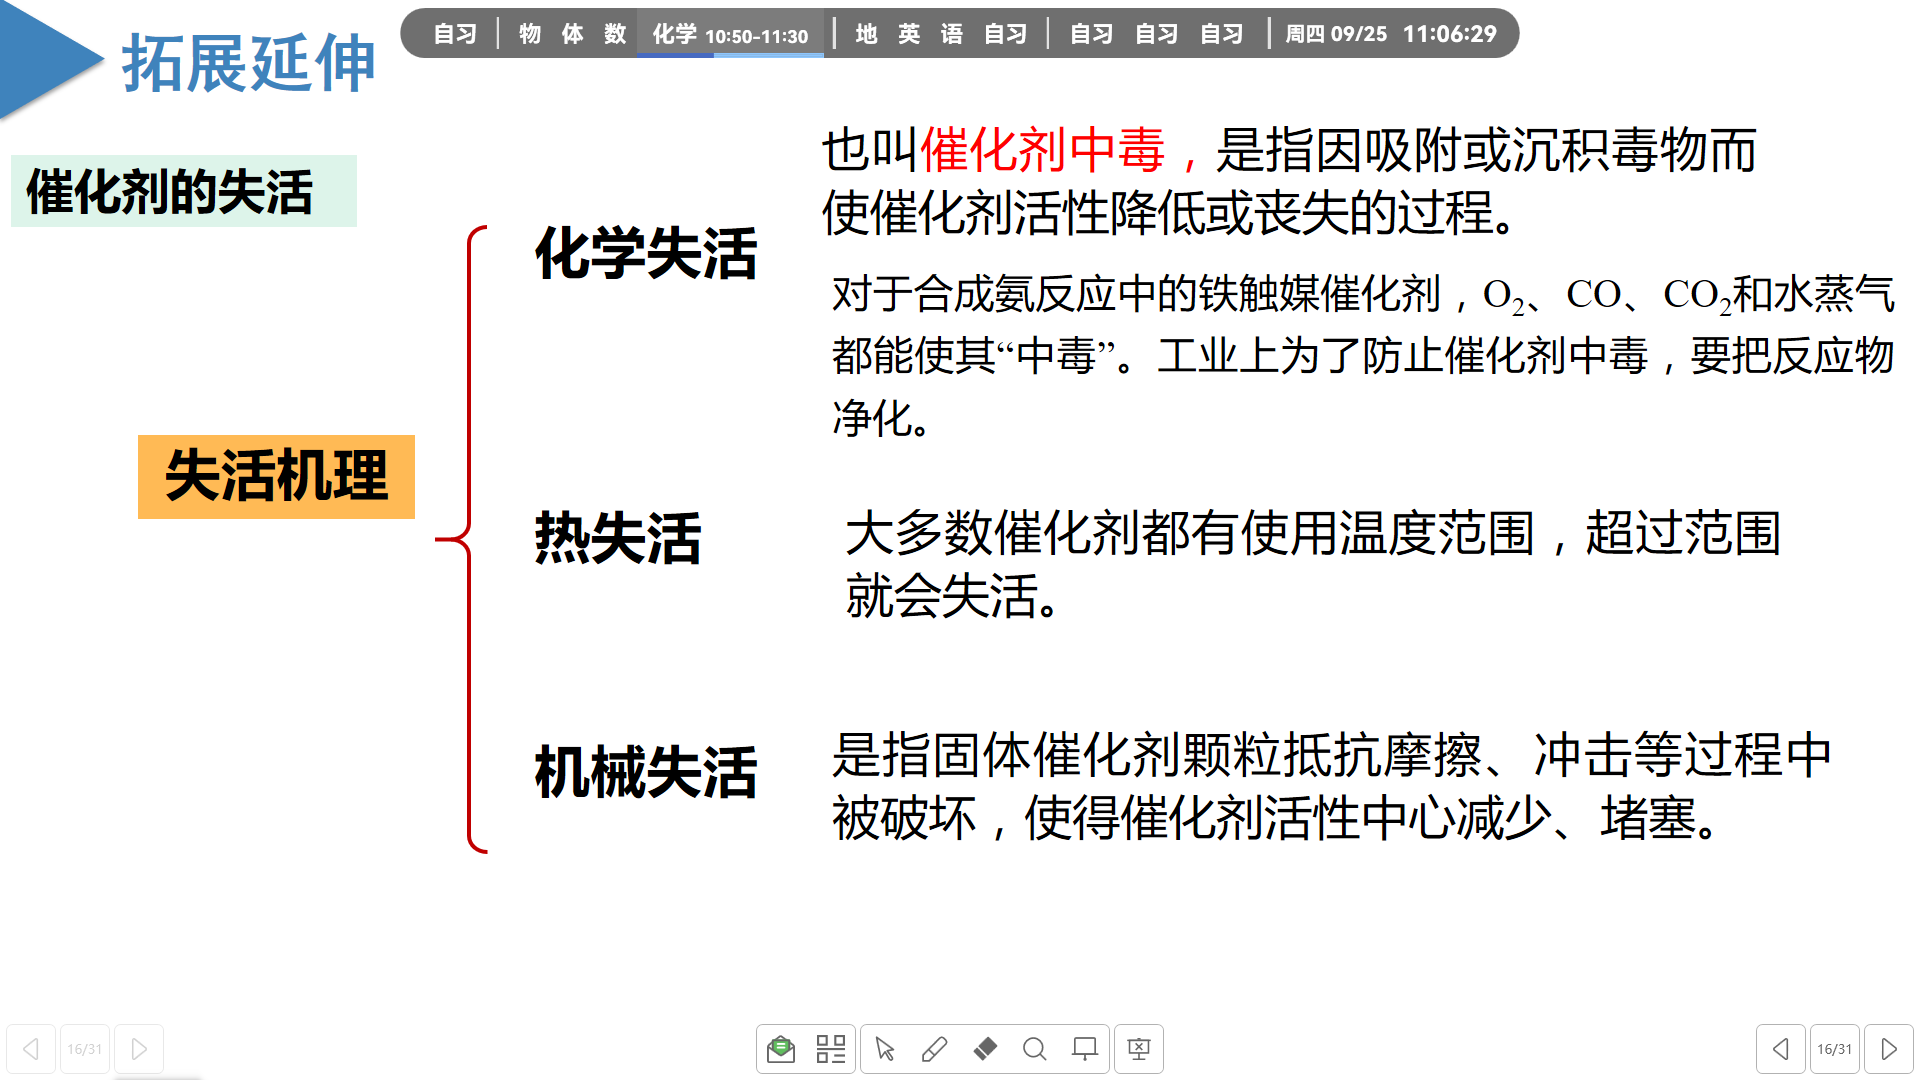 拓展延伸
自习 物 体 数 化学 10:50-11:30 地 英 语 自习 自习 自习 自习 周四 09/25 11:06:29
催化剂的失活
失活机理
化学失活
也叫催化剂中毒，是指因吸附或沉积毒物而
使催化剂活性降低或丧失的过程。
对于合成氨反应中的铁触媒催化剂，O₂、CO、CO₂和水蒸气
都能使其“中毒”。工业上为了防止催化剂中毒，要把反应物
净化。
热失活
大多数催化剂都有使用温度范围，超过范围
就会失活。
机械失活
是指固体催化剂颗粒抵抗摩擦、冲击等过程中
被破坏，使得催化剂活性中心减少、堵塞。
16/31
16/31